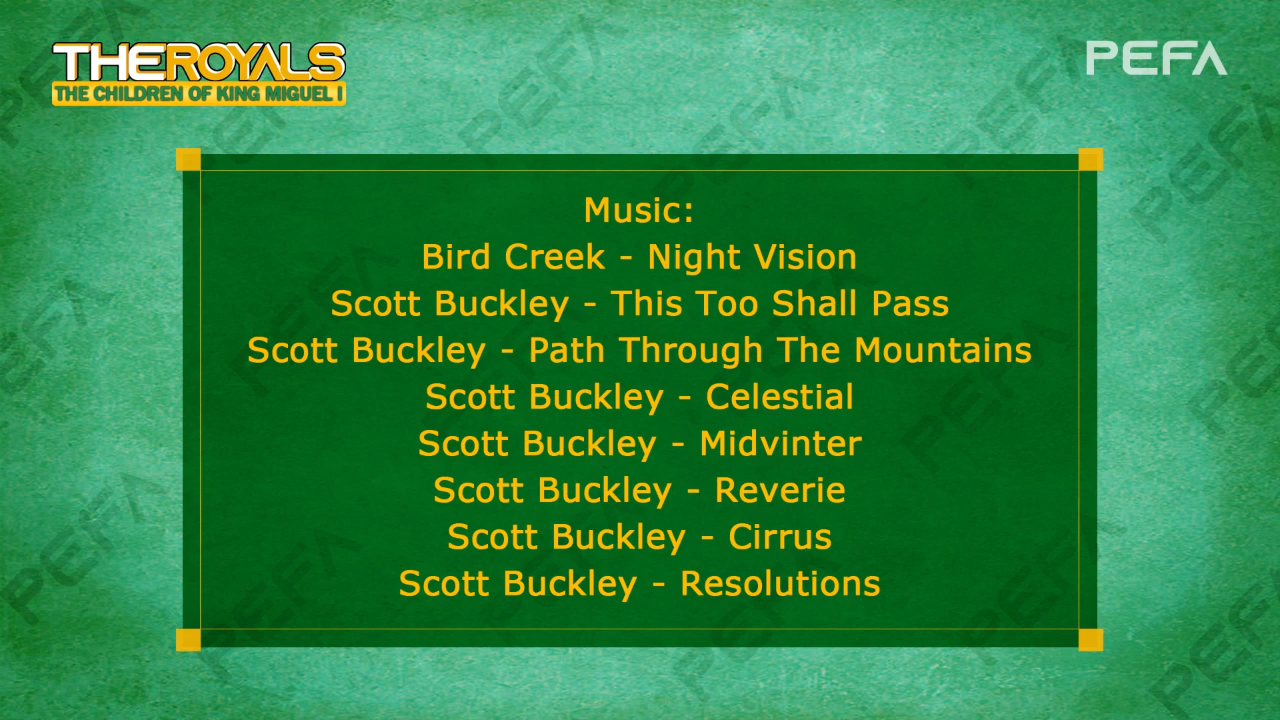 THEROYALS
THE CHILDREN OF KING MIGUEL I
PEFA
Music:
Bird Creek - Night Vision
Scott Buckley - This Too Shall Pass
Scott Buckley - Path Through The Mountains
Scott Buckley - Celestial
Scott Buckley - Midvinter
Scott Buckley - Reverie
Scott Buckley - Cirrus
Scott Buckley - Resolutions